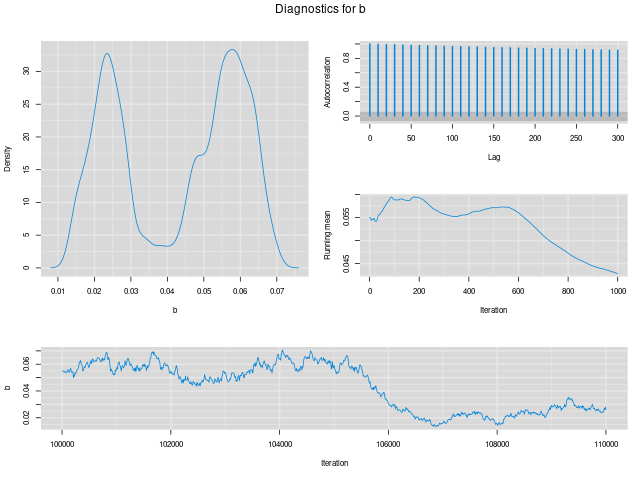 Diagnostics for b
Density
0 5 10 15 20 25 30
0.01 0.02 0.03 0.04 0.05 0.06 0.07
b
Autocorrelation
0.0 0.4 0.8
0 50 100 150 200 250 300
Lag
Running mean
0.045 0.055
0 200 400 600 800 1000
Iteration
b
0.02 0.04 0.06
100000 102000 104000 106000 108000 110000
Iteration